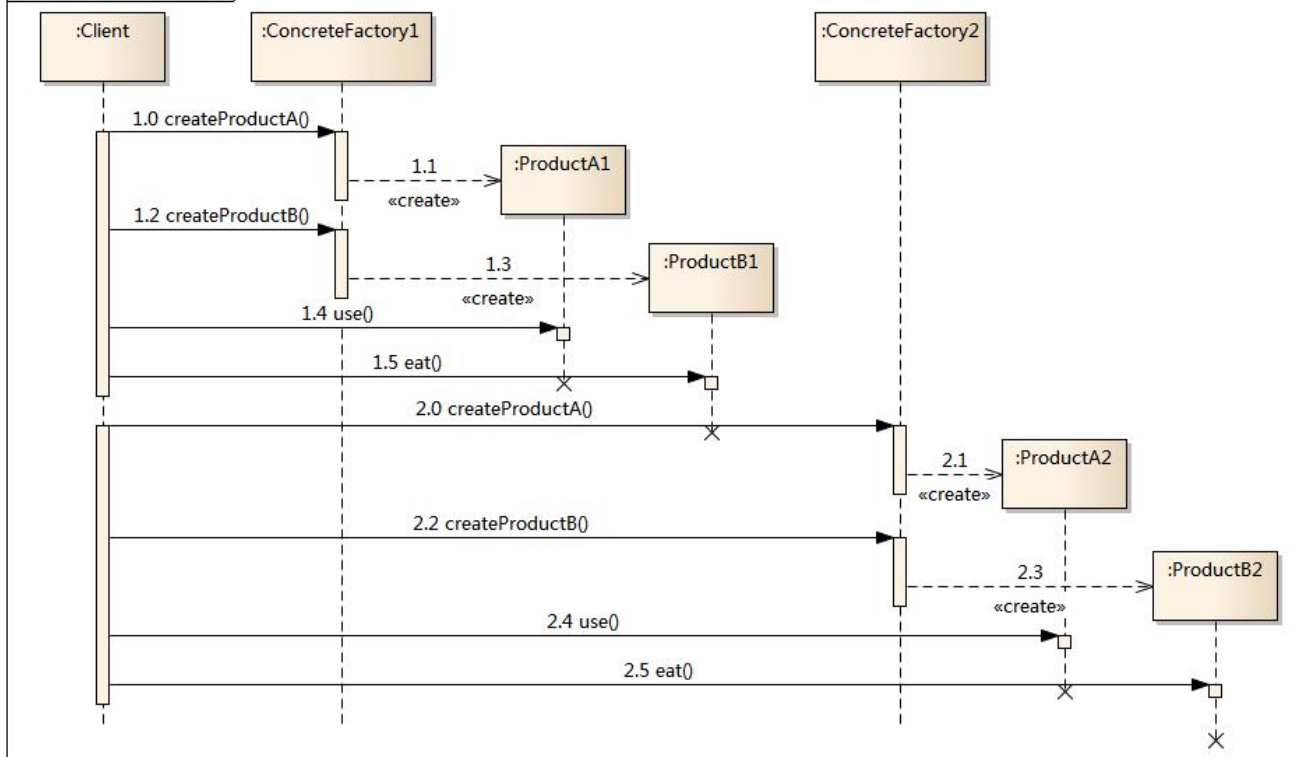 :Client
:ConcreteFactory1
:ConcreteFactory2
1.0 createProductA()
:ProductA1
1.1
«create»
1.2 createProductB()
:ProductB1
1.3
«create»
1.4 use()
1.5 eat()
2.0 createProductA()
:ProductA2
2.1
«create»
2.2 createProductB()
:ProductB2
2.3
«create»
2.4 use()
2.5 eat()